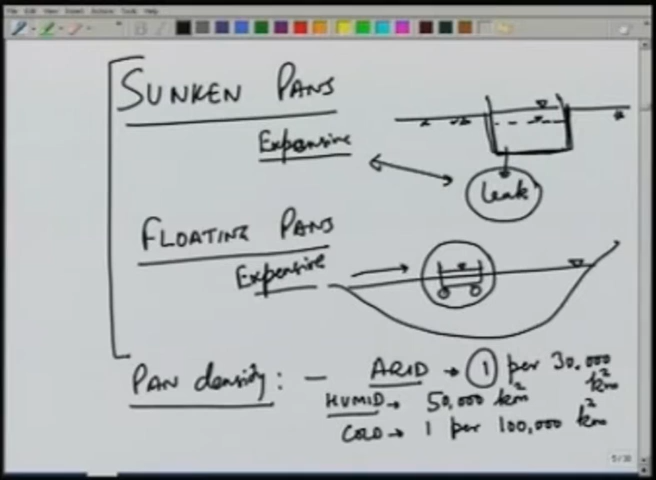 SUNKEN PANS
Expensive
Leak
FLOATING PANS
Expensive
PAN density: — ARID → 1 per 30,000 km²
HUMID → 50,000 km²
COLD → 1 per 100,000 km²
5/30